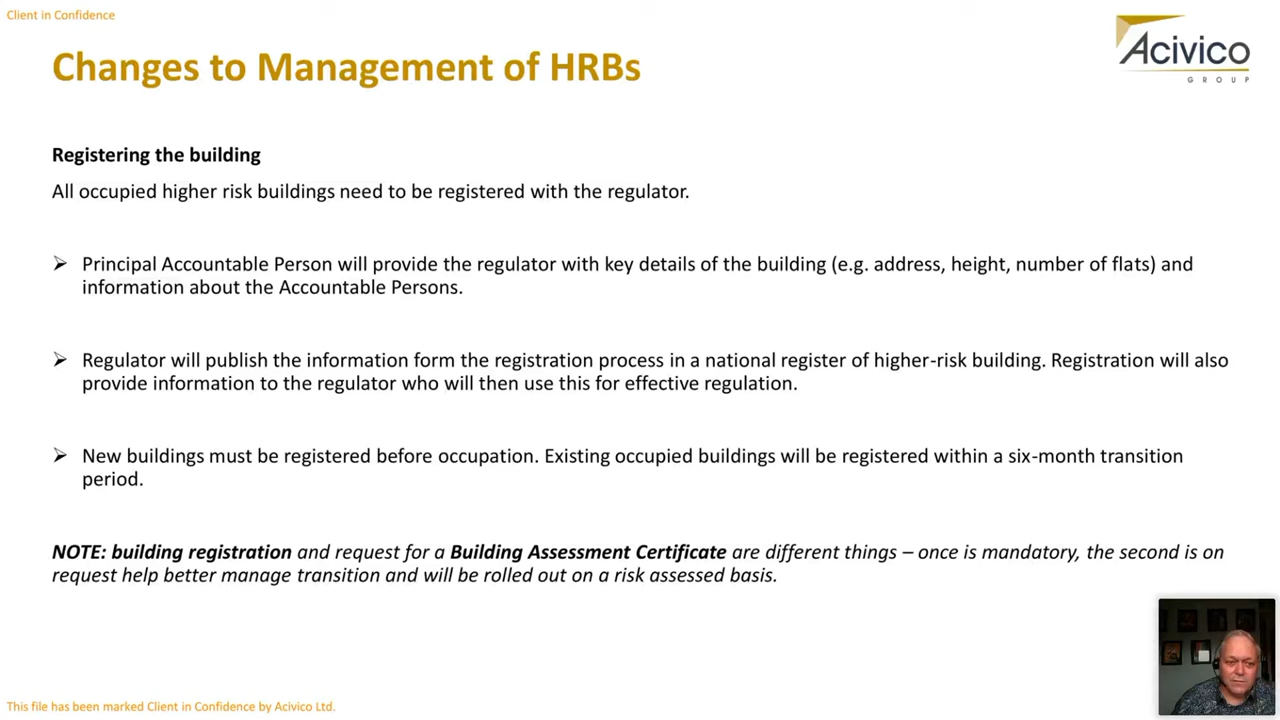 Client in Confidence
Changes to Management of HRBs
Acivico
GROUP
Registering the building
All occupied higher risk buildings need to be registered with the regulator.
➢ Principal Accountable Person will provide the regulator with key details of the building (e.g. address, height, number of flats) and
information about the Accountable Persons.
➢ Regulator will publish the information form the registration process in a national register of higher-risk building. Registration will also
provide information to the regulator who will then use this for effective regulation.
➢ New buildings must be registered before occupation. Existing occupied buildings will be registered within a six-month transition
period.
NOTE: building registration and request for a Building Assessment Certificate are different things – once is mandatory, the second is on
request help better manage transition and will be rolled out on a risk assessed basis.
This file has been marked Client in Confidence by Acivico Ltd.